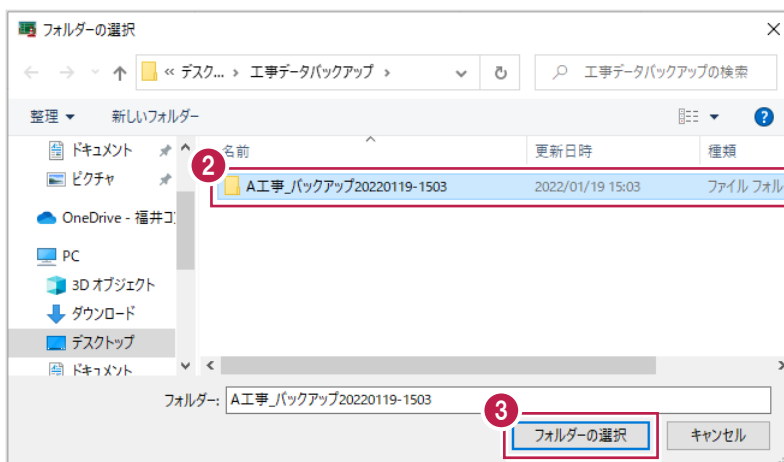 フォルダーの選択
« デスク... › 工事データバックアップ ›
工事データバックアップの検索
整理 ▼ 新しいフォルダー
ドキュメント
ピクチャ
OneDrive - 福井コ
PC
3D オブジェクト
ダウンロード
デスクトップ
ドキュメント
名前 更新日時 種類
2
A工事_バックアップ20220119-1503 2022/01/19 15:03 ファイル フォル
フォルダー: A工事_バックアップ20220119-1503
3
フォルダーの選択 キャンセル